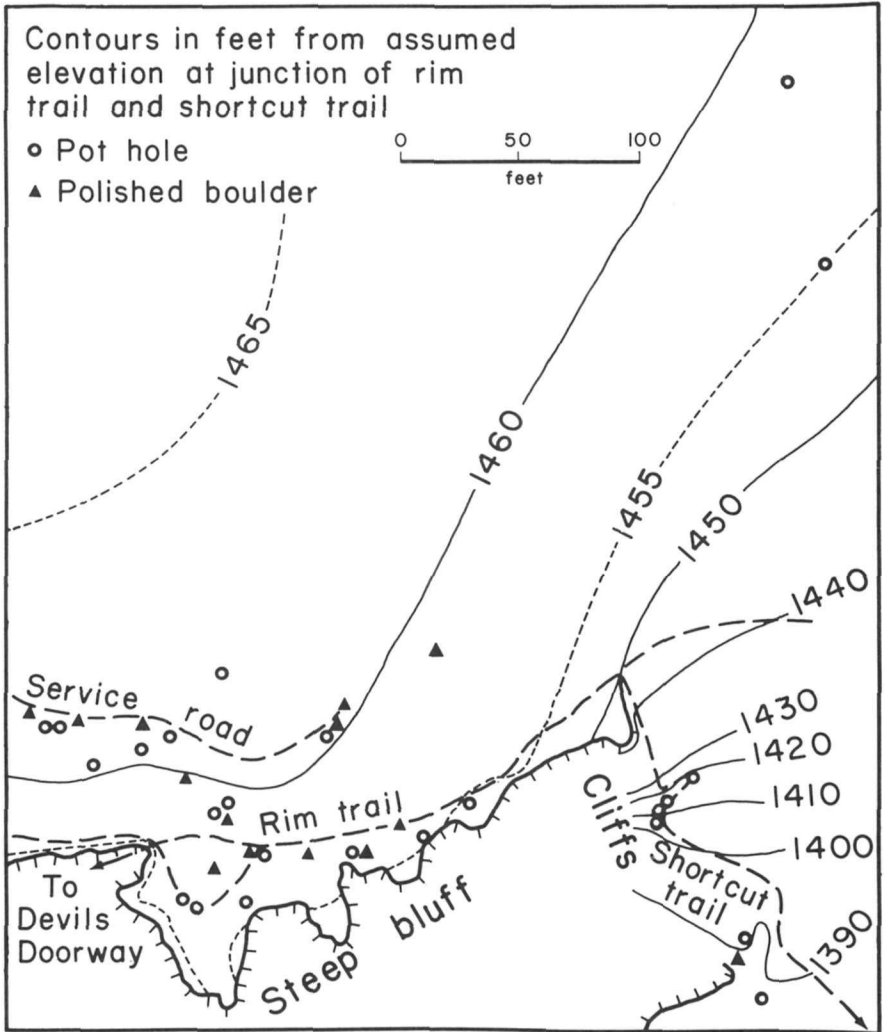 Contours in feet from assumed
elevation at junction of rim
trail and shortcut trail
Pot hole
Polished boulder
0 50 100
feet
1465
1460
1455
1450
1440
1430
1420
1410
1400
1390
Service road
Rim trail
To
Devils
Doorway
Steep bluff
Cliffs
Shortcut
trail